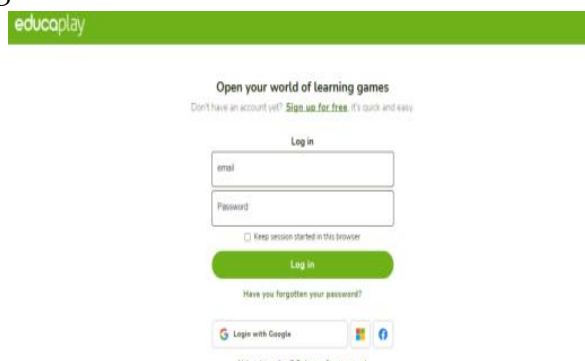 educaplay
Open your world of learning games
Don't have an account yet? Sign up for free, it's quick and easy.
Log in
email
Password
Keep session started in this browser
Log in
Have you forgotten your password?
Login with Google